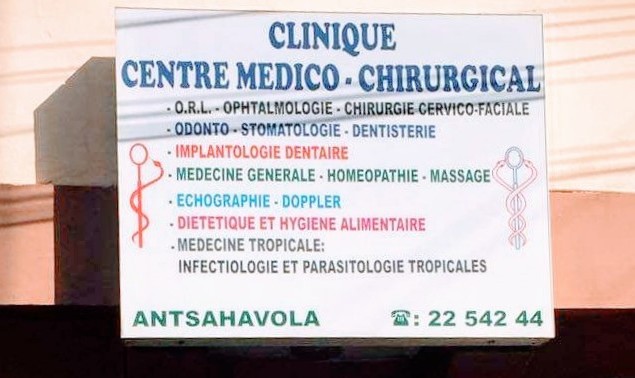 CLINIQUE
CENTRE MEDICO - CHIRURGICAL
- O.R.L. - OPHTALMOLOGIE - CHIRURGIE CERVICO-FACIALE
- ODONTO - STOMATOLOGIE - DENTISTERIE
- IMPLANTOLOGIE DENTAIRE
- MEDECINE GENERALE - HOMEOPATHIE - MASSAGE
- ECHOGRAPHIE - DOPPLER
- DIETETIQUE ET HYGIENE ALIMENTAIRE
- MEDECINE TROPICALE:
INFECTIOLOGIE ET PARASITOLOGIE TROPICALES
ANTSAHAVOLA ☎: 22 542 44